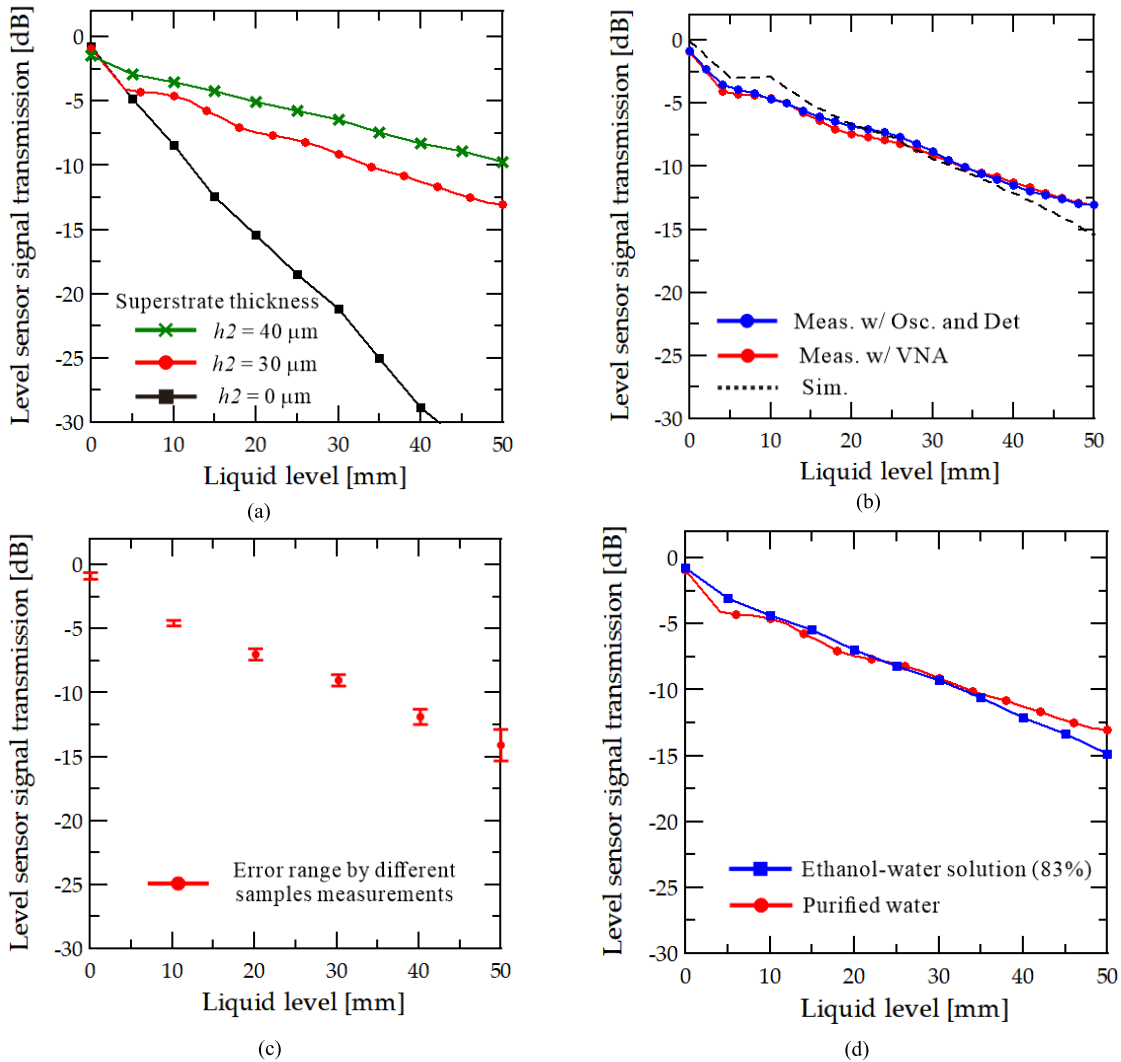 Level sensor signal transmission [dB]
0
-5
-10
-15
-20
-25
-30
Superstrate thickness
h2 = 40 µm
h2 = 30 µm
h2 = 0 µm
0 10 20 30 40 50
Liquid level [mm]
(a)
Level sensor signal transmission [dB]
0
-5
-10
-15
-20
-25
-30
Meas. w/ Osc. and Det
Meas. w/ VNA
Sim.
0 10 20 30 40 50
Liquid level [mm]
(b)
Level sensor signal transmission [dB]
0
-5
-10
-15
-20
-25
-30
Error range by different
samples measurements
0 10 20 30 40 50
Liquid level [mm]
(c)
Level sensor signal transmission [dB]
0
-5
-10
-15
-20
-25
-30
Ethanol-water solution (83%)
Purified water
0 10 20 30 40 50
Liquid level [mm]
(d)